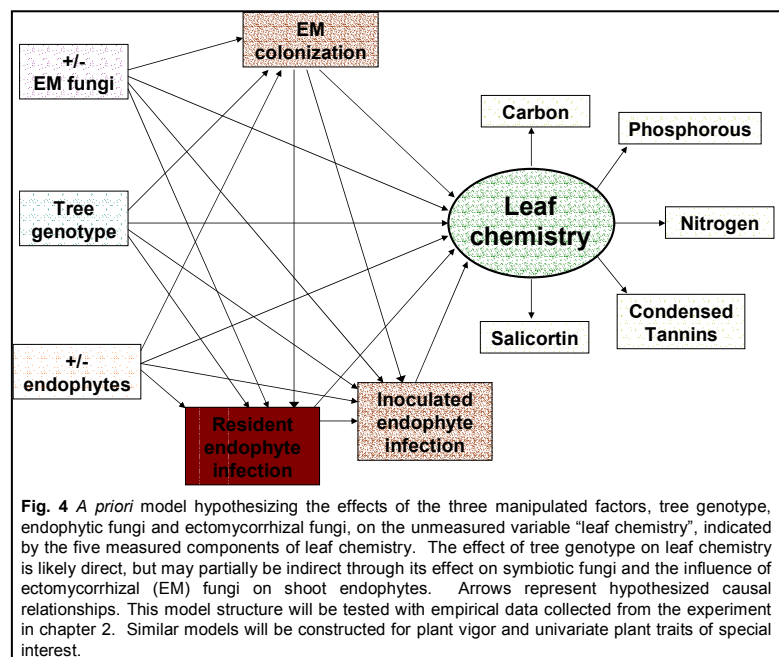 EM
colonization
+/-
EM fungi
Carbon
Phosphorous
Tree
genotype
Leaf
chemistry
Nitrogen
Condensed
Tannins
Salicortin
+/-
endophytes
Inoculated
endophyte
infection
Resident
endophyte
infection
Fig. 4 A priori model hypothesizing the effects of the three manipulated factors, tree genotype,
endophytic fungi and ectomycorrhizal fungi, on the unmeasured variable “leaf chemistry”, indicated
by the five measured components of leaf chemistry. The effect of tree genotype on leaf chemistry
is likely direct, but may partially be indirect through its effect on symbiotic fungi and the influence of
ectomycorrhizal (EM) fungi on shoot endophytes. Arrows represent hypothesized causal
relationships. This model structure will be tested with empirical data collected from the experiment
in chapter 2. Similar models will be constructed for plant vigor and univariate plant traits of special
interest.